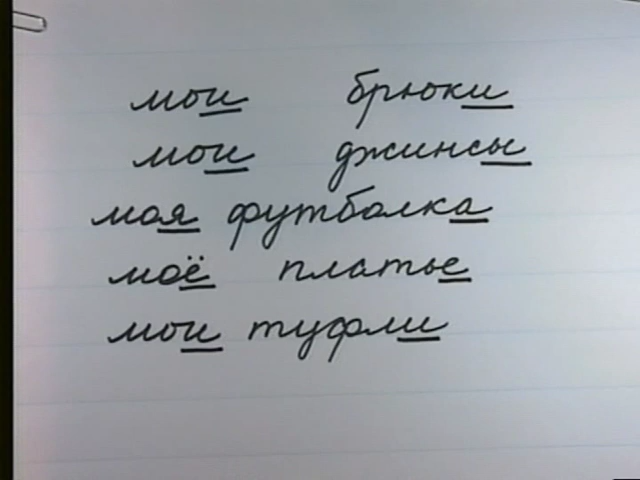 мои брюки
мои джинсы
моя футболка
моё платье
мои туфли